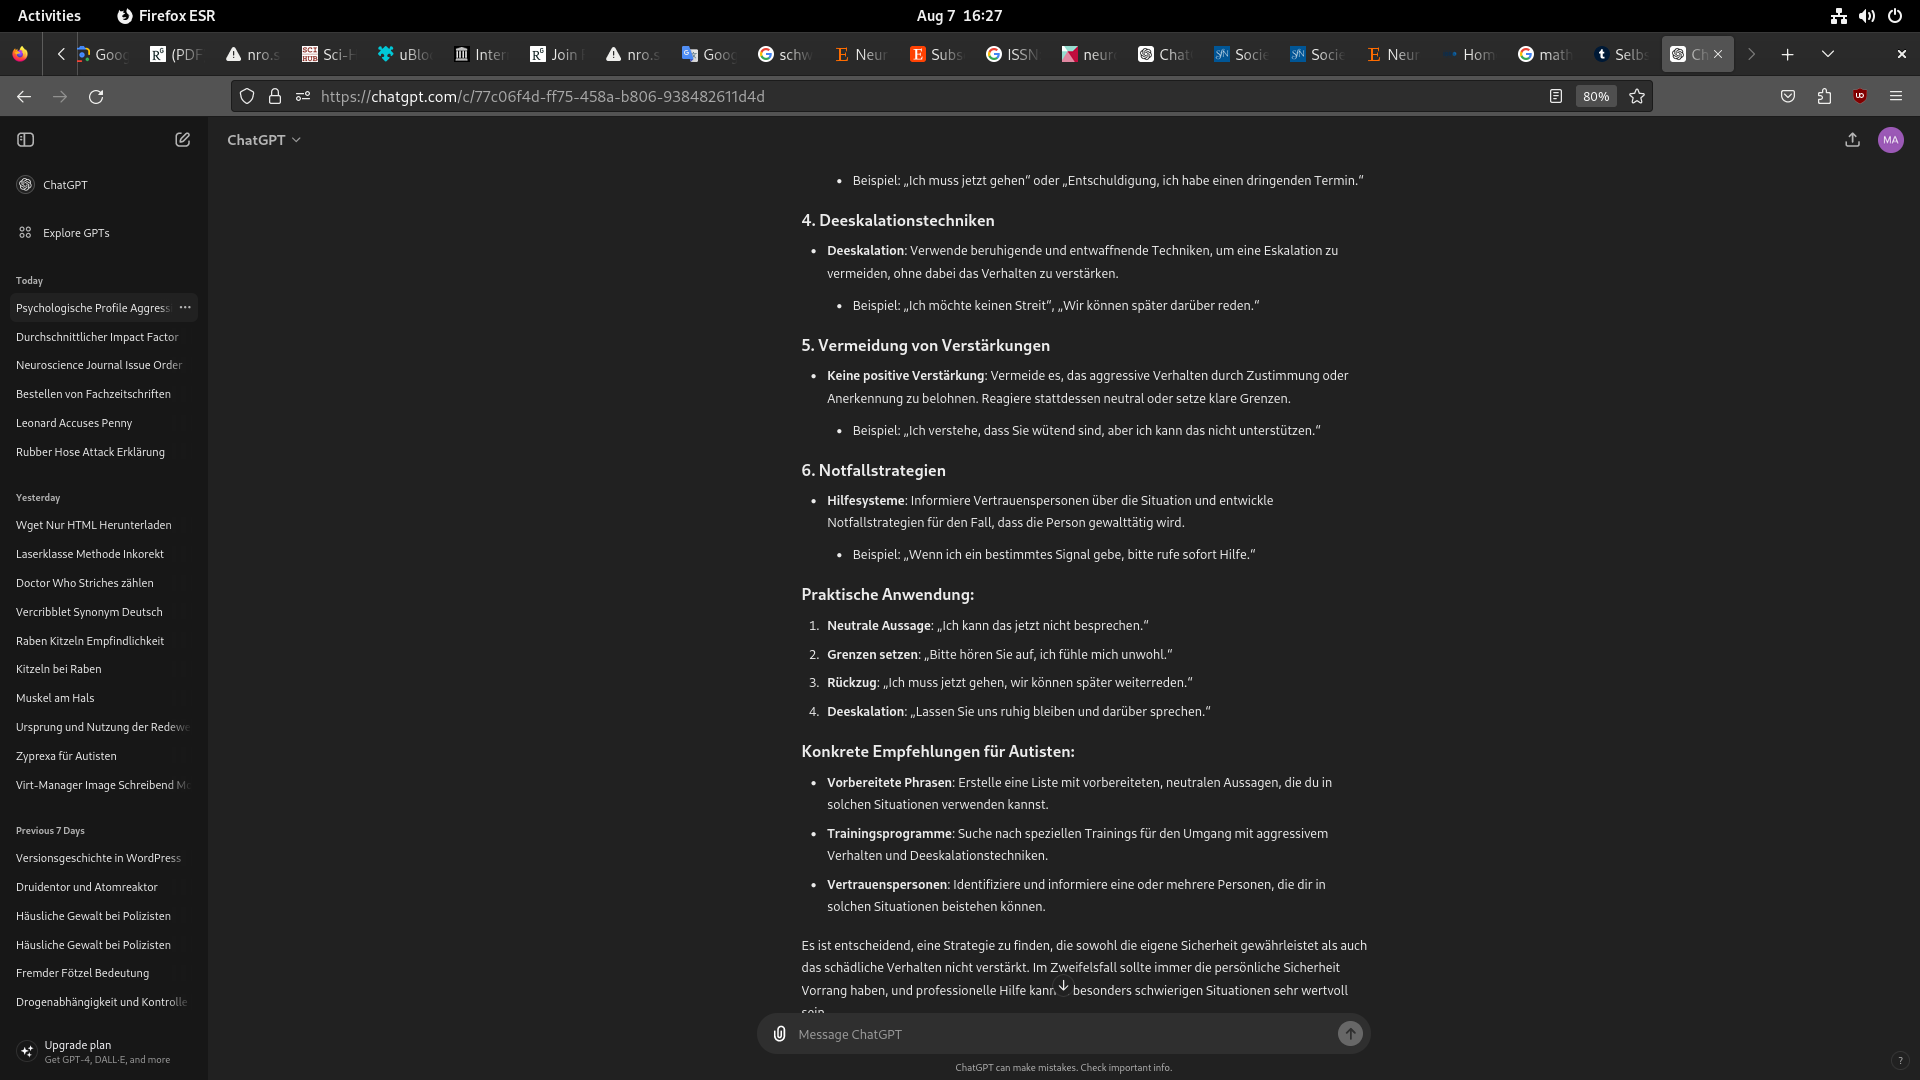 Activities
Firefox ESR
Aug 7 16:27
Goog
(PDF
nro.s
Sci-H
uBlo
Inter
Join
nro.s
Goog
schw
Neur
Subs
ISSN
neur
Chat
Socie
Socie
Neur
Hom
math
Selbs
Ch
https://chatgpt.com/c/77c06f4d-ff75-458a-b806-938482611d4d
80%
ChatGPT
MA
ChatGPT
Explore GPTs
Today
Psychologische Profile Aggress
Durchschnittlicher Impact Factor
Neuroscience Journal Issue Order
Bestellen von Fachzeitschriften
Leonard Accuses Penny
Rubber Hose Attack Erklärung
Yesterday
Wget Nur HTML Herunterladen
Laserklasse Methode Inkorekt
Doctor Who Striches zählen
Vercribblet Synonym Deutsch
Raben Kitzeln Empfindlichkeit
Kitzeln bei Raben
Muskel am Hals
Ursprung und Nutzung der Redewe
Zyprexa für Autisten
Virt-Manager Image Schreibend Mo
Previous 7 Days
Versionsgeschichte in WordPress
Druidentor und Atomreaktor
Häusliche Gewalt bei Polizisten
Häusliche Gewalt bei Polizisten
Fremder Fötzel Bedeutung
Drogenabhängigkeit und Kontrolle
Upgrade plan
Get GPT-4, DALL·E, and more
• Beispiel: „Ich muss jetzt gehen“ oder „Entschuldigung, ich habe einen dringenden Termin.“
4. Deeskalationstechniken
• Deeskalation: Verwende beruhigende und entwaffnende Techniken, um eine Eskalation zu
vermeiden, ohne dabei das Verhalten zu verstärken.
• Beispiel: „Ich möchte keinen Streit“, „Wir können später darüber reden.“
5. Vermeidung von Verstärkungen
• Keine positive Verstärkung: Vermeide es, das aggressive Verhalten durch Zustimmung oder
Anerkennung zu belohnen. Reagiere stattdessen neutral oder setze klare Grenzen.
• Beispiel: „Ich verstehe, dass Sie wütend sind, aber ich kann das nicht unterstützen.“
6. Notfallstrategien
• Hilfesysteme: Informiere Vertrauenspersonen über die Situation und entwickle
Notfallstrategien für den Fall, dass die Person gewalttätig wird.
• Beispiel: „Wenn ich ein bestimmtes Signal gebe, bitte rufe sofort Hilfe.“
Praktische Anwendung:
1. Neutrale Aussage: „Ich kann das jetzt nicht besprechen.“
2. Grenzen setzen: „Bitte hören Sie auf, ich fühle mich unwohl.“
3. Rückzug: „Ich muss jetzt gehen, wir können später weiterreden.“
4. Deeskalation: „Lassen Sie uns ruhig bleiben und darüber sprechen.“
Konkrete Empfehlungen für Autisten:
• Vorbereitete Phrasen: Erstelle eine Liste mit vorbereiteten, neutralen Aussagen, die du in
solchen Situationen verwenden kannst.
• Trainingsprogramme: Suche nach speziellen Trainings für den Umgang mit aggressivem
Verhalten und Deeskalationstechniken.
• Vertrauenspersonen: Identifiziere und informiere eine oder mehrere Personen, die dir in
solchen Situationen beistehen können.
Es ist entscheidend, eine Strategie zu finden, die sowohl die eigene Sicherheit gewährleistet als auch
das schädliche Verhalten nicht verstärkt. Im Zweifelsfall sollte immer die persönliche Sicherheit
Vorrang haben, und professionelle Hilfe kann besonders schwierigen Situationen sehr wertvoll
sein
Message ChatGPT
ChatGPT can make mistakes. Check important info.
?